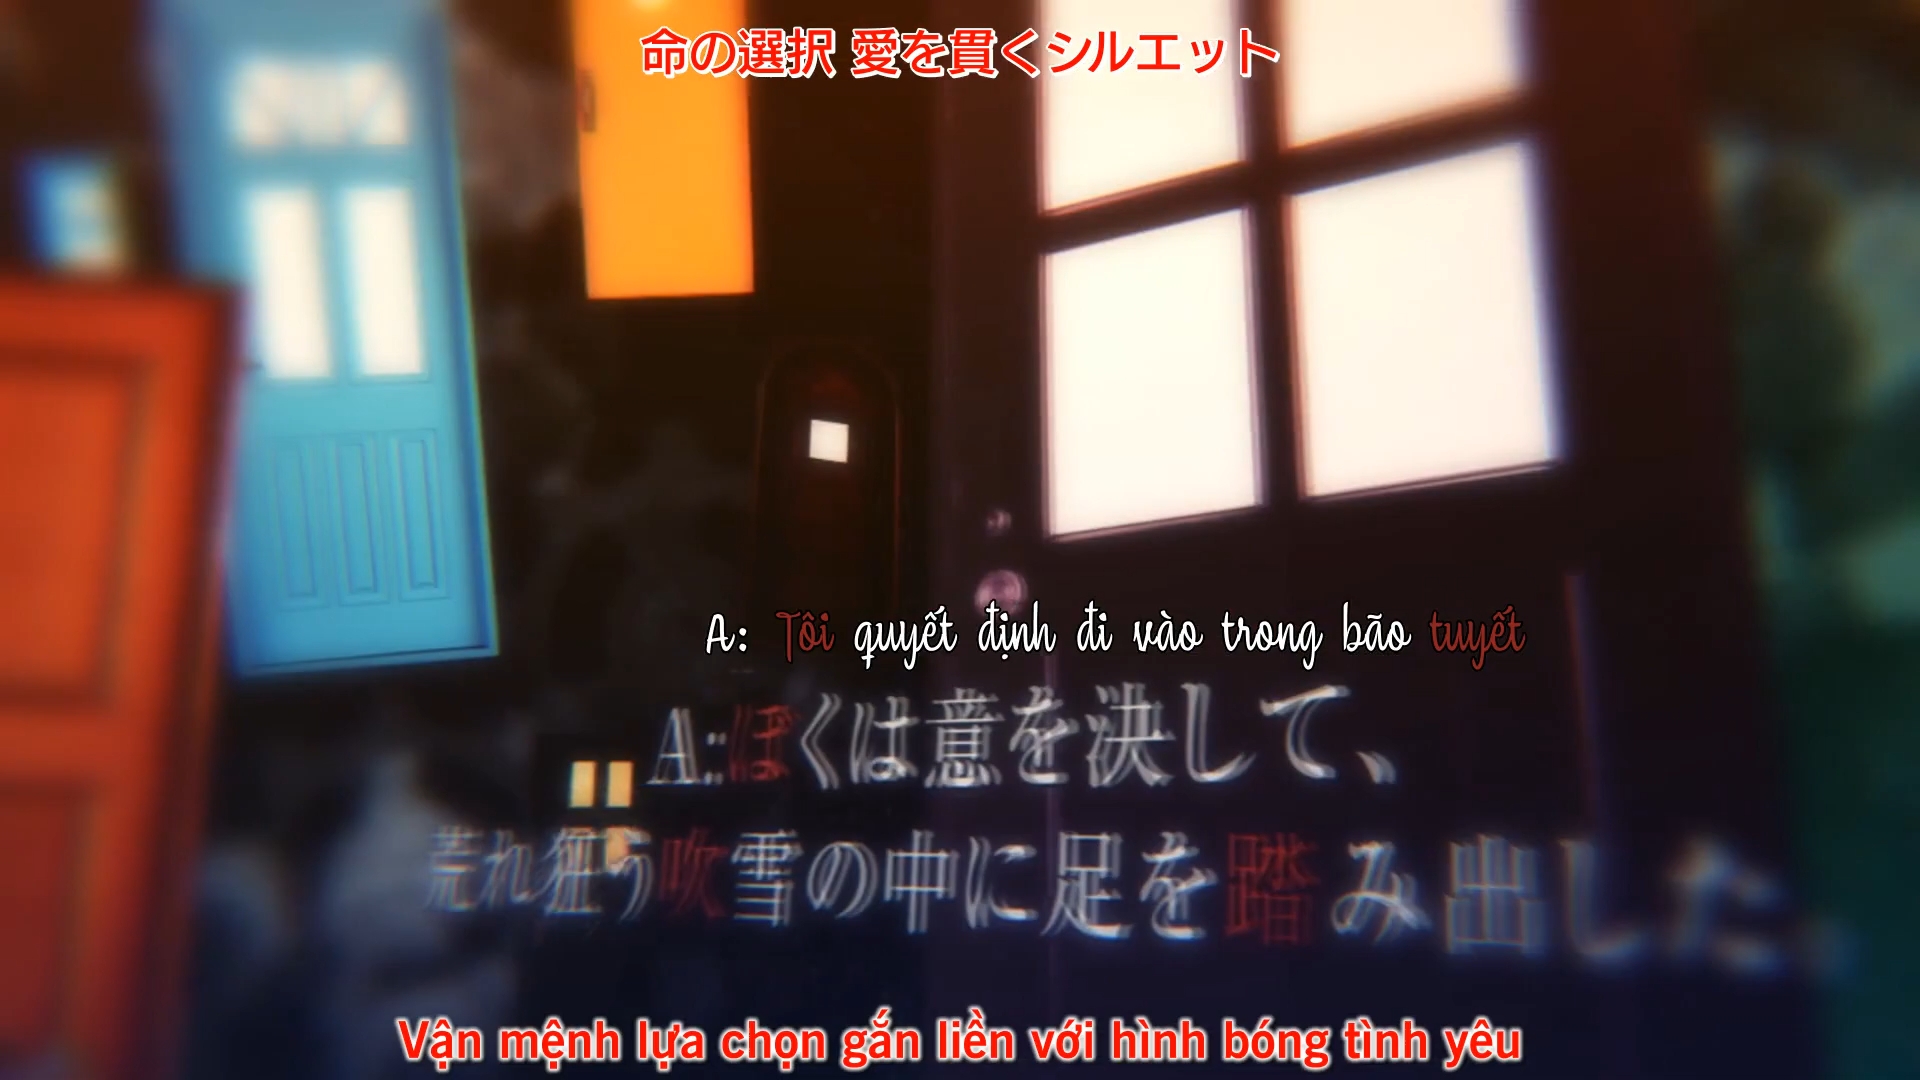 命の選択 愛を貫くシルエット
A: Tôi quyết định đi vào trong bão tuyết
A:ぼくは意を決して、
荒れ狂う吹雪の中に足を踏み出した。
Vận mệnh lựa chọn gắn liền với hình bóng tình yêu